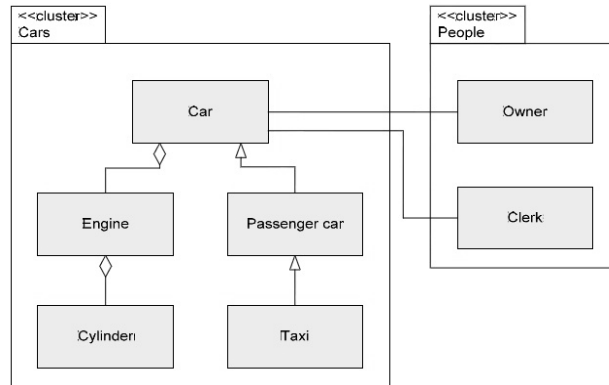 <<cluster>>
Cars
<<cluster>>
People
Car
Owner
Engine
Passenger car
Clerk
Cylinder
Taxi